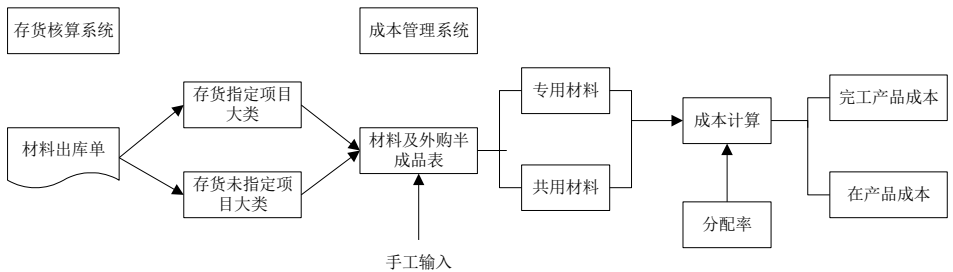 存货核算系统
成本管理系统
存货指定项目
大类
专用材料
完工产品成本
材料出库单
材料及外购半
成品表
成本计算
存货未指定项
目大类
共用材料
在产品成本
分配率
手工输入